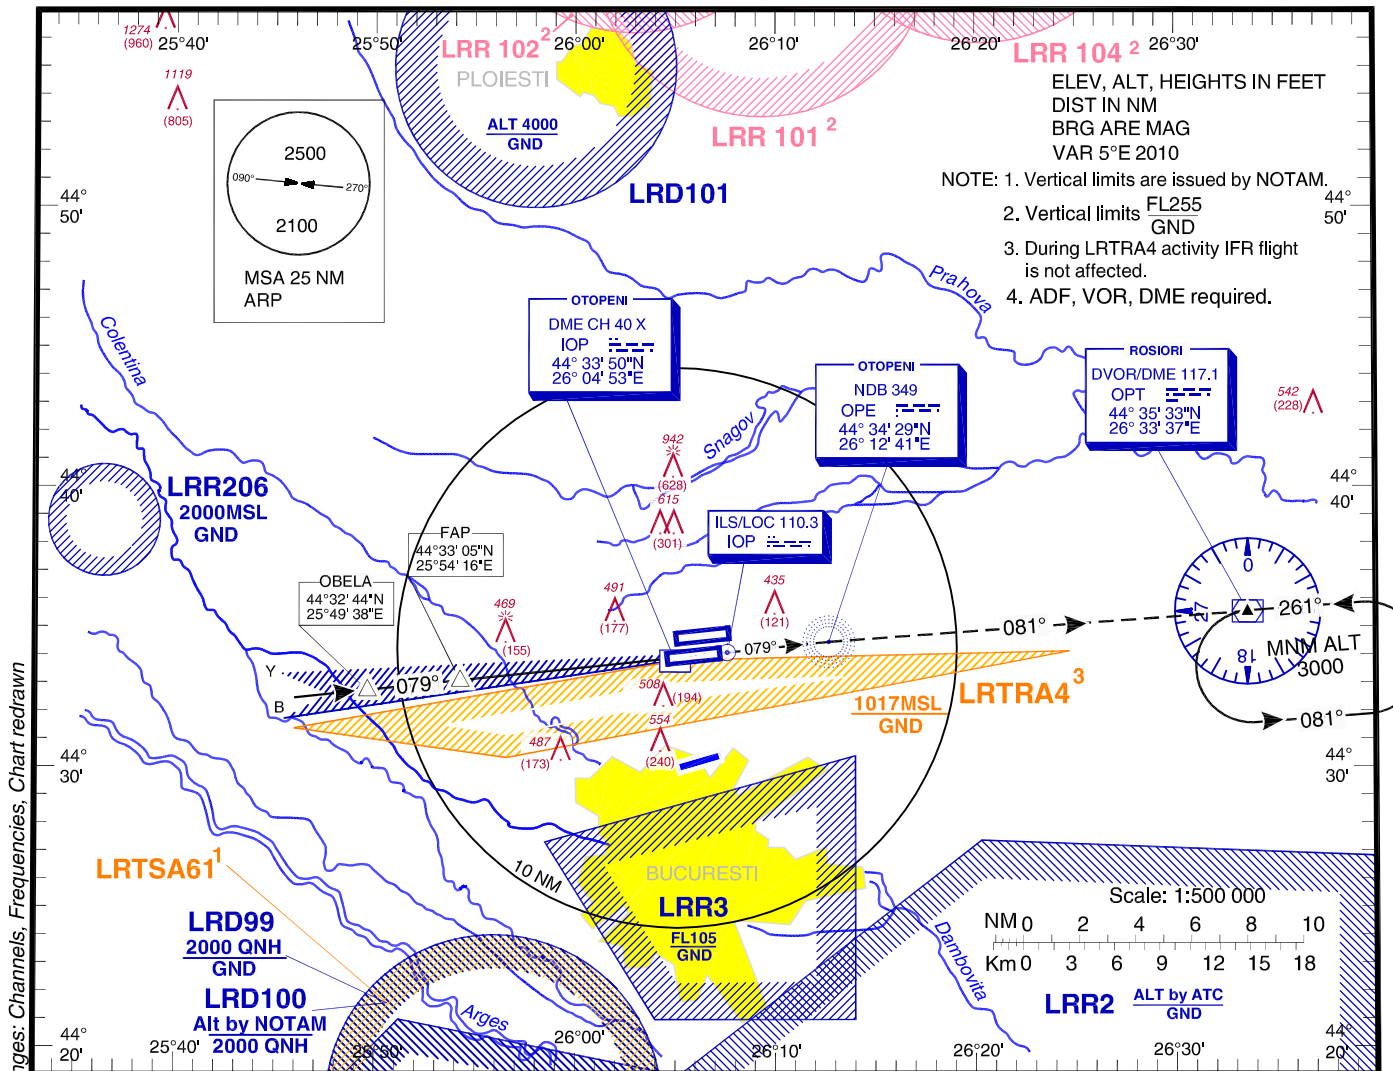 1274
(960)
25°40'
25°50'
26°00'
26°10'
26°20'
26°30'
1119
(805)
LRR 102 2
PLOIESTI
ALT 4000
GND
LRR 101 2
LRR 104 2
LRD101
ELEV, ALT, HEIGHTS IN FEET
DIST IN NM
BRG ARE MAG
VAR 5°E 2010
NOTE: 1. Vertical limits are issued by NOTAM.
2. Vertical limits FL255
GND
3. During LRTRA4 activity IFR flight
is not affected.
4. ADF, VOR, DME required.
44°
50'
44°
50'
2500
090°
270°
2100
MSA 25 NM
ARP
Colentina
Prahova
Snagov
OTOPENI
DME CH 40 X
IOP
44° 33' 50"N
26° 04' 53"E
OTOPENI
NDB 349
OPE
44° 34' 29"N
26° 12' 41"E
ROSIORI
DVOR/DME 117.1
OPT
44° 35' 33"N
26° 33' 37"E
542
(228)
942
(628)
615
(301)
44°
40'
44°
40'
LRR206
2000MSL
GND
ILS/LOC 110.3
IOP
FAP
44°33' 05"N
25°54' 16"E
OBELA
44°32' 44"N
25°49' 38"E
469
(155)
491
(177)
435
(121)
Y
B
079°
079°
081°
261°
0
27
18
MNM ALT
3000
081°
508
(194)
554
(240)
487
(173)
LRTRA4 3
1017MSL
GND
44°
30'
44°
30'
10 NM
BUCURESTI
LRR3
FL105
GND
LRTSA61 1
LRD99
2000 QNH
GND
LRD100
Alt by NOTAM
2000 QNH
Arges
Dambovita
Scale: 1:500 000
NM 0 2 4 6 8 10
Km 0 3 6 9 12 15 18
LRR2 ALT by ATC
GND
44°
20'
25°40'
25°50'
26°00'
26°10'
26°20'
26°30'
44°
20'
nges: Channels, Frequencies, Chart redrawn